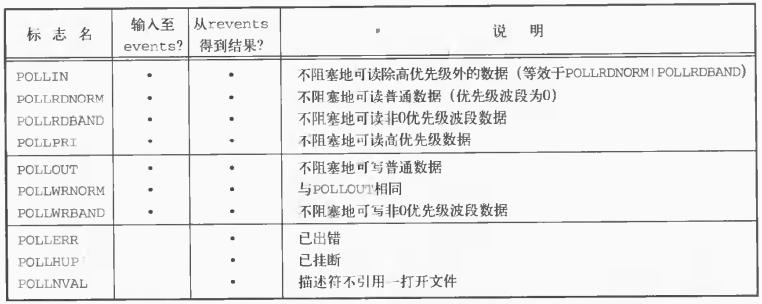 标 志 名 输入至events? 从revents得到结果? 说 明
POLLIN • • 不阻塞地可读除高优先级外的数据（等效于POLLRDNORM|POLLRDBAND）
POLLRDNORM • • 不阻塞地可读普通数据（优先级波段为0）
POLLRDBAND • • 不阻塞地可读非0优先级波段数据
POLLPRI • • 不阻塞地可读高优先级数据
POLLOUT • • 不阻塞地可写普通数据
POLLWRNORM • • 与POLLOUT相同
POLLWRBAND • • 不阻塞地可写非0优先级波段数据
POLLERR • 已出错
POLLHUP • 已挂断
POLLNVAL • 描述符不引用一打开文件